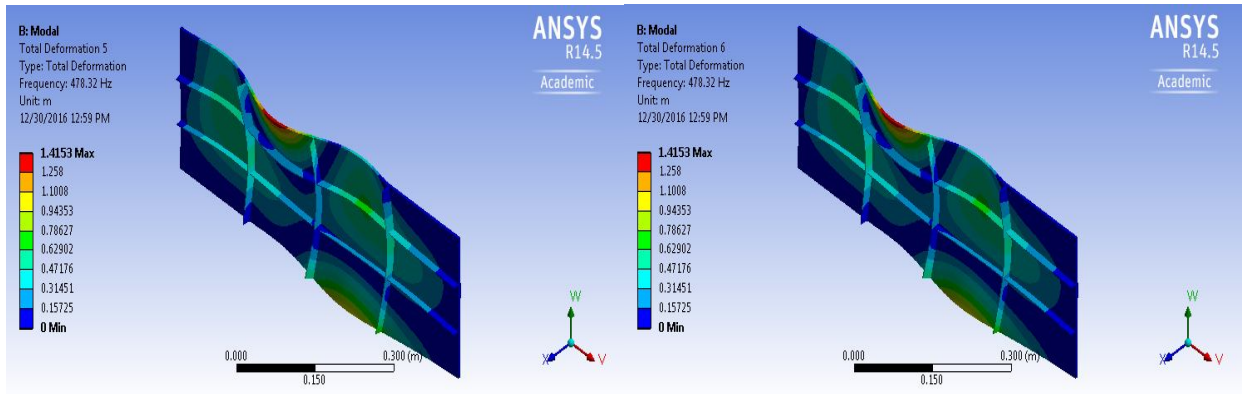 B: Modal
Total Deformation 5
Type: Total Deformation
Frequency: 478.32 Hz
Unit: m
12/30/2016 12:59 PM
1.4153 Max
1.258
1.1008
0.94353
0.78627
0.62902
0.47176
0.31451
0.15725
0 Min
ANSYS
R14.5
Academic
W
X
V
0.000
0.300 (m)
0.150
B: Modal
Total Deformation 6
Type: Total Deformation
Frequency: 478.32 Hz
Unit: m
12/30/2016 12:59 PM
1.4153 Max
1.258
1.1008
0.94353
0.78627
0.62902
0.47176
0.31451
0.15725
0 Min
ANSYS
R14.5
Academic
W
X
V
0.000
0.300 (m)
0.150